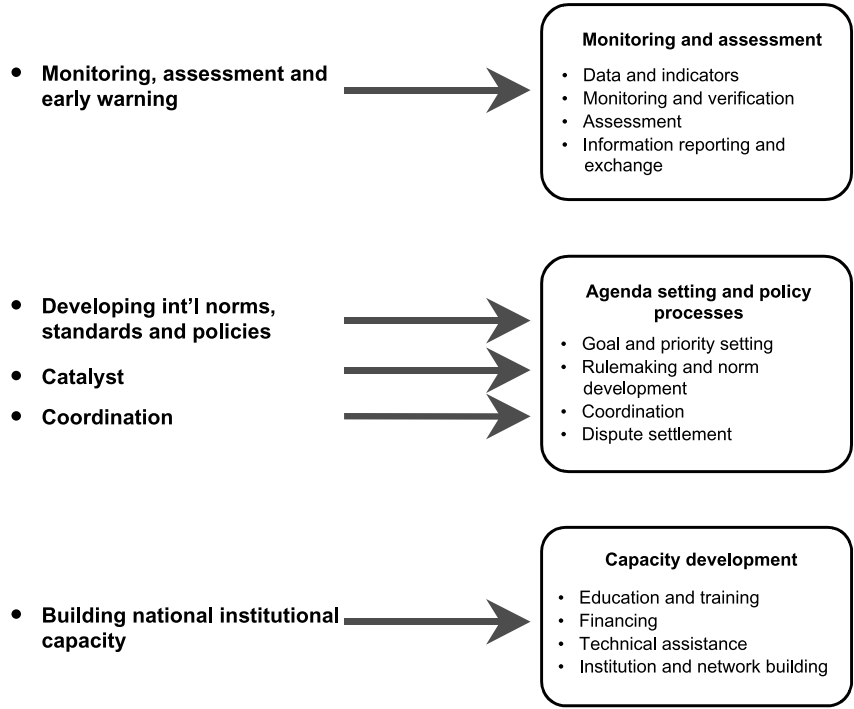 • Monitoring, assessment and
early warning
Monitoring and assessment
• Data and indicators
• Monitoring and verification
• Assessment
• Information reporting and
exchange
• Developing int'l norms,
standards and policies
• Catalyst
• Coordination
Agenda setting and policy
processes
• Goal and priority setting
• Rulemaking and norm
development
• Coordination
• Dispute settlement
• Building national institutional
capacity
Capacity development
• Education and training
• Financing
• Technical assistance
• Institution and network building